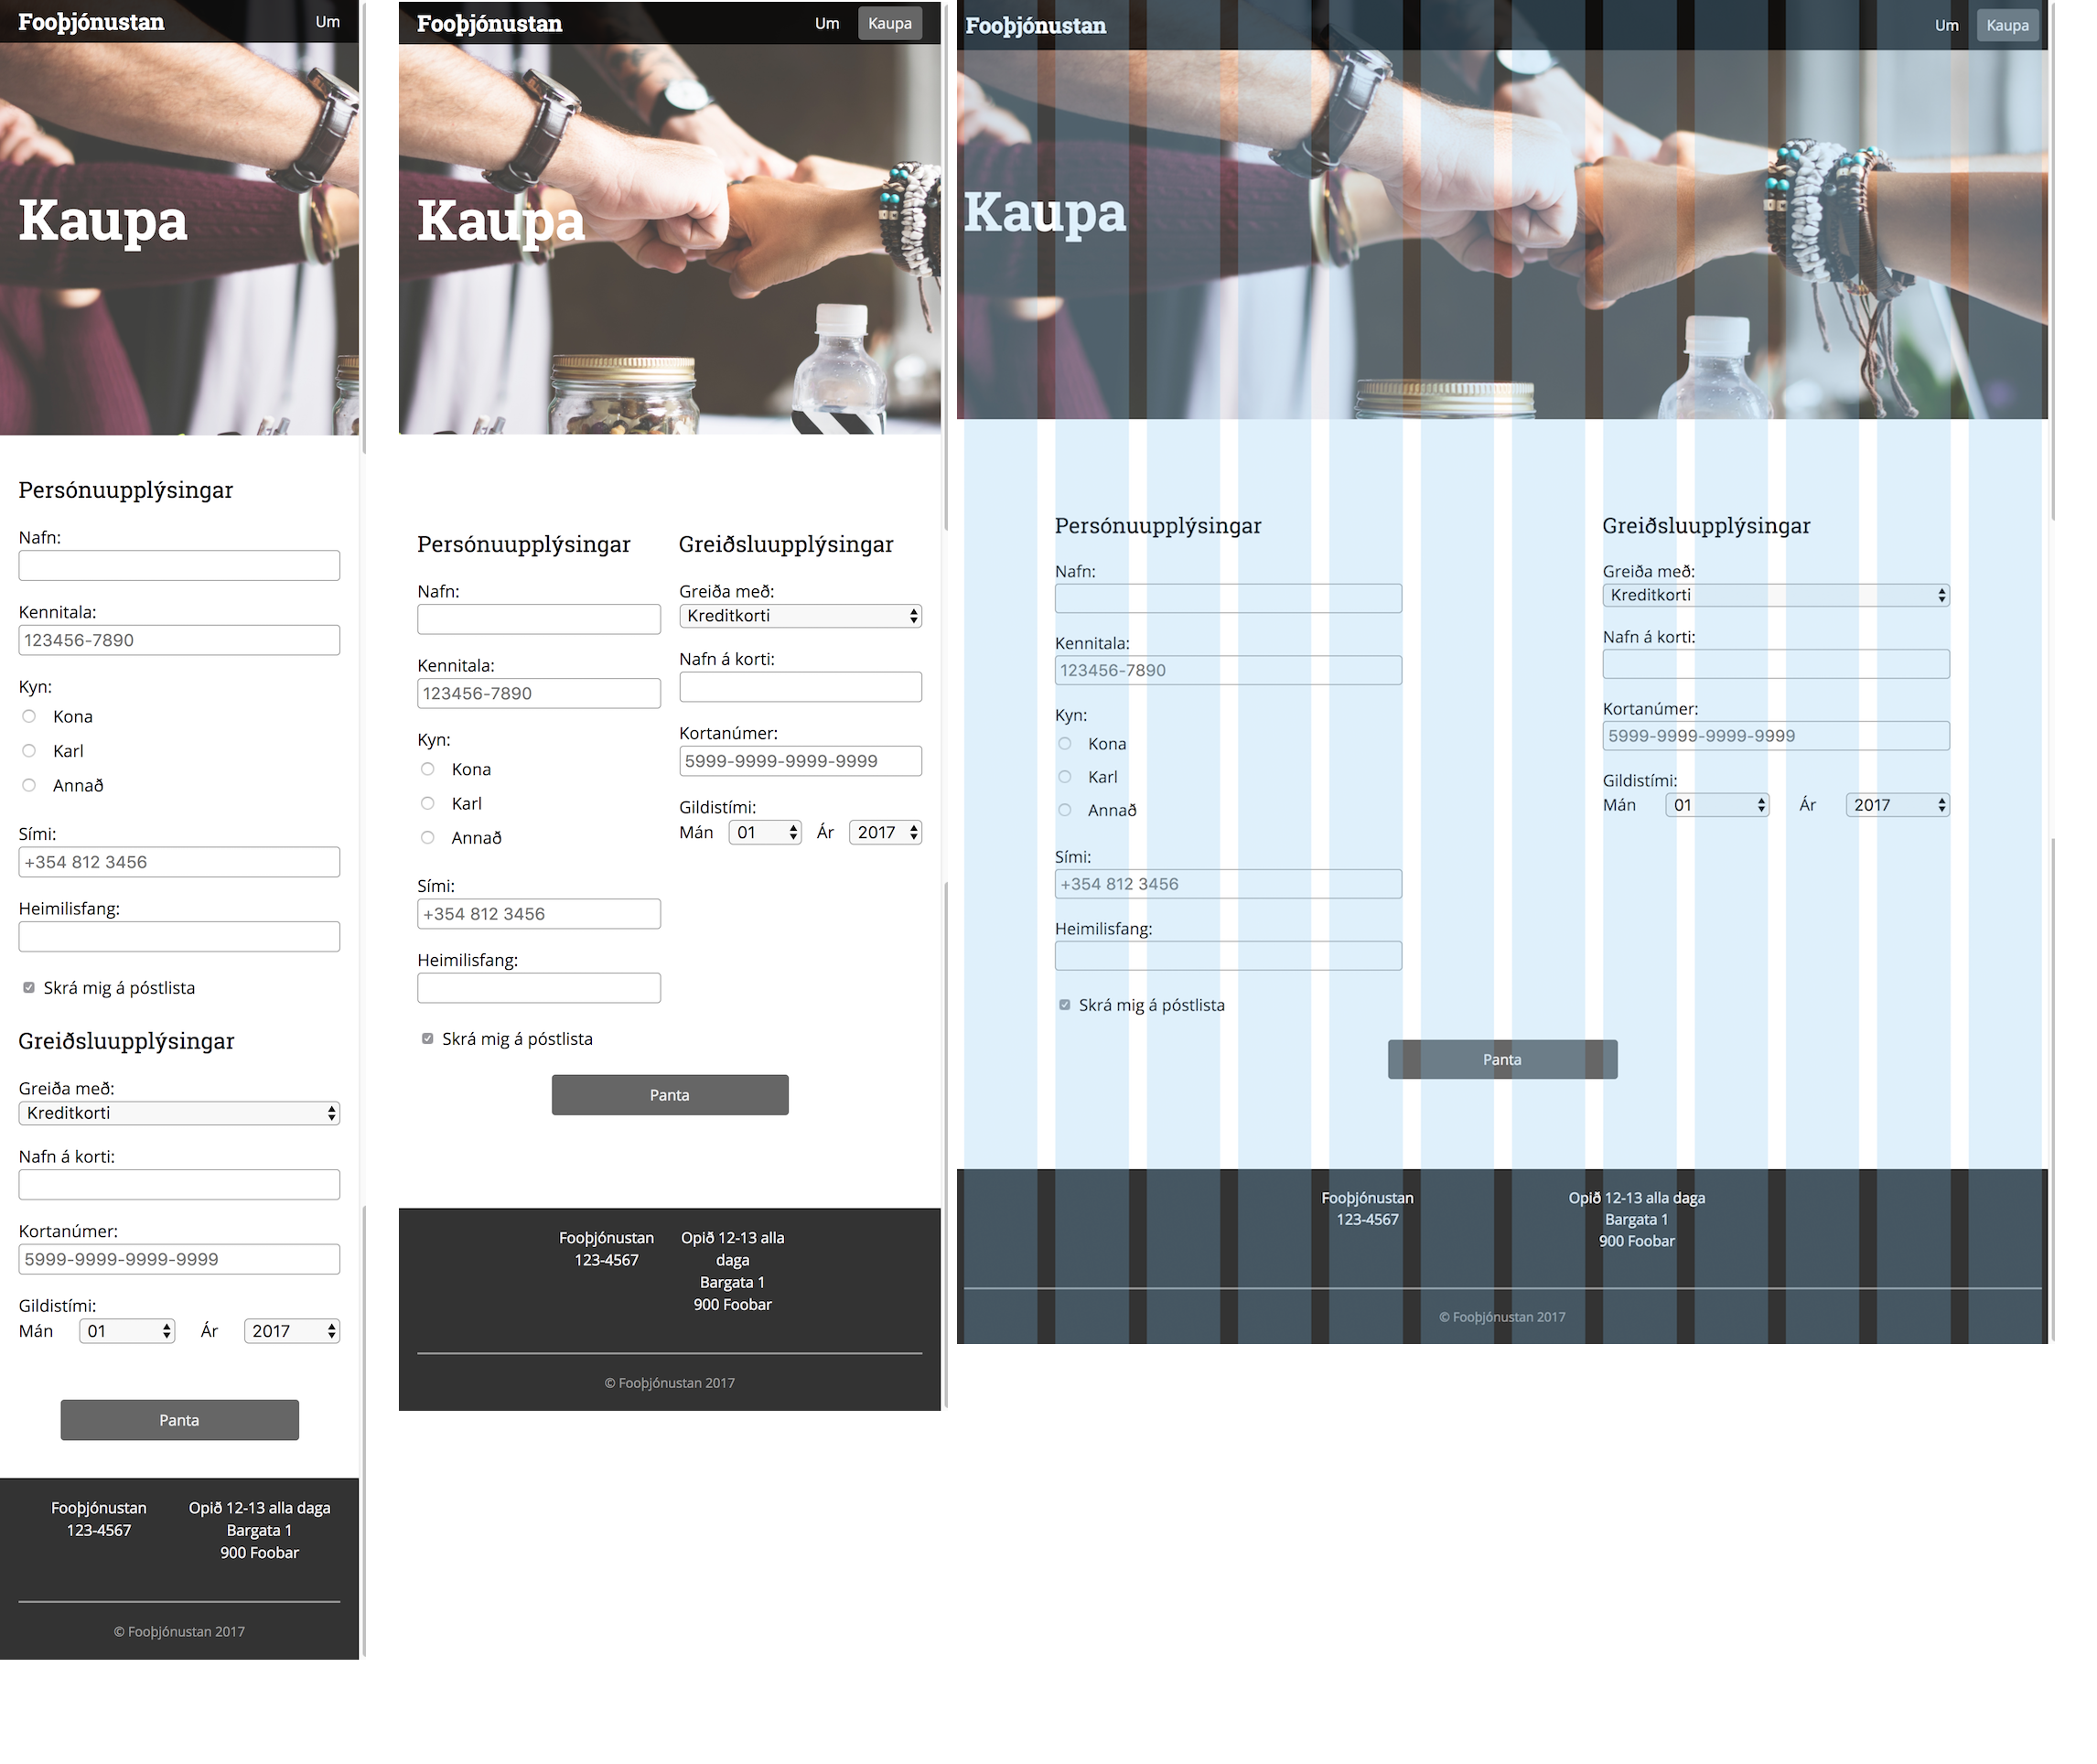 Fooþjónustan Um
Kaupa
Persónuupplýsingar
Nafn:
Kennitala:
123456-7890
Kyn:
Kona
Karl
Annað
Sími:
+354 812 3456
Heimilisfang:
Skrá mig á póstlista
Greiðsluupplýsingar
Greiða með:
Kreditkorti
Nafn á korti:
Kortanúmer:
5999-9999-9999-9999
Gildistími:
Mán 01 Ár 2017
Panta
Fooþjónustan
123-4567
Opið 12-13 alla daga
Bargata 1
900 Foobar
© Fooþjónustan 2017
Fooþjónustan Um Kaupa
Kaupa
Persónuupplýsingar
Nafn:
Kennitala:
123456-7890
Kyn:
Kona
Karl
Annað
Sími:
+354 812 3456
Heimilisfang:
Skrá mig á póstlista
Greiðsluupplýsingar
Greiða með:
Kreditkorti
Nafn á korti:
Kortanúmer:
5999-9999-9999-9999
Gildistími:
Mán 01 Ár 2017
Panta
Fooþjónustan
123-4567
Opið 12-13 alla
daga
Bargata 1
900 Foobar
© Fooþjónustan 2017
Fooþjónustan Um Kaupa
Kaupa
Persónuupplýsingar
Nafn:
Kennitala:
123456-7890
Kyn:
Kona
Karl
Annað
Sími:
+354 812 3456
Heimilisfang:
Skrá mig á póstlista
Greiðsluupplýsingar
Greiða með:
Kreditkorti
Nafn á korti:
Kortanúmer:
5999-9999-9999-9999
Gildistími:
Mán 01 Ár 2017
Panta
Fooþjónustan
123-4567
Opið 12-13 alla daga
Bargata 1
900 Foobar
© Fooþjónustan 2017